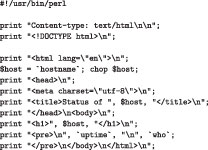 #!/usr/bin/perl
print "Content-type: text/html\n\n";
print "<!DOCTYPE html>\n";
print "<html lang=\"en\">\n";
$host = `hostname`; chop $host;
print "<head>\n";
print "<meta charset=\"utf-8\">\n";
print "<title>Status of ", $host, "</title>\n";
print "</head>\n<body>\n";
print "<h1>", $host, "</h1>\n";
print "<pre>\n", `uptime`, "\n", `who`;
print "</pre>\n</body>\n</html>\n";